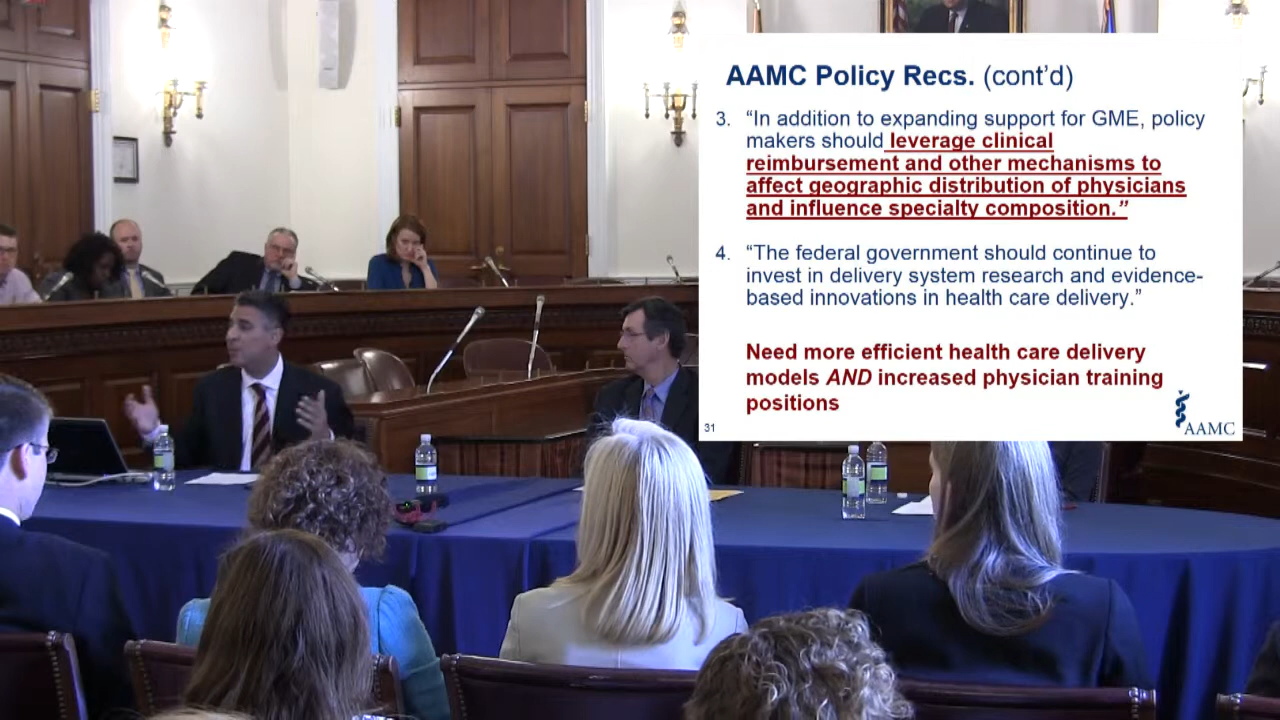 AAMC Policy Recs. (cont’d)
3. “In addition to expanding support for GME, policy
makers should leverage clinical
reimbursement and other mechanisms to
affect geographic distribution of physicians
and influence specialty composition.”
4. “The federal government should continue to
invest in delivery system research and evidence-
based innovations in health care delivery.”
Need more efficient health care delivery
models AND increased physician training
positions
31
AAMC